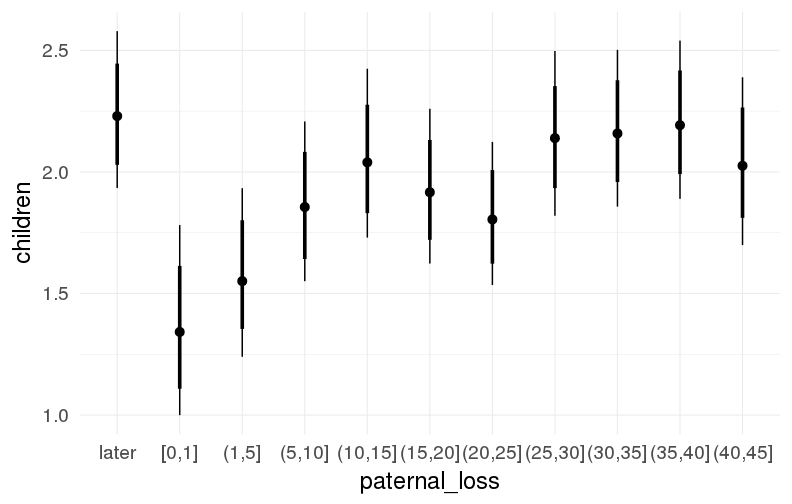 children
2.5
2.0
1.5
1.0
later [0,1] (1,5] (5,10] (10,15] (15,20] (20,25] (25,30] (30,35] (35,40] (40,45]
paternal_loss